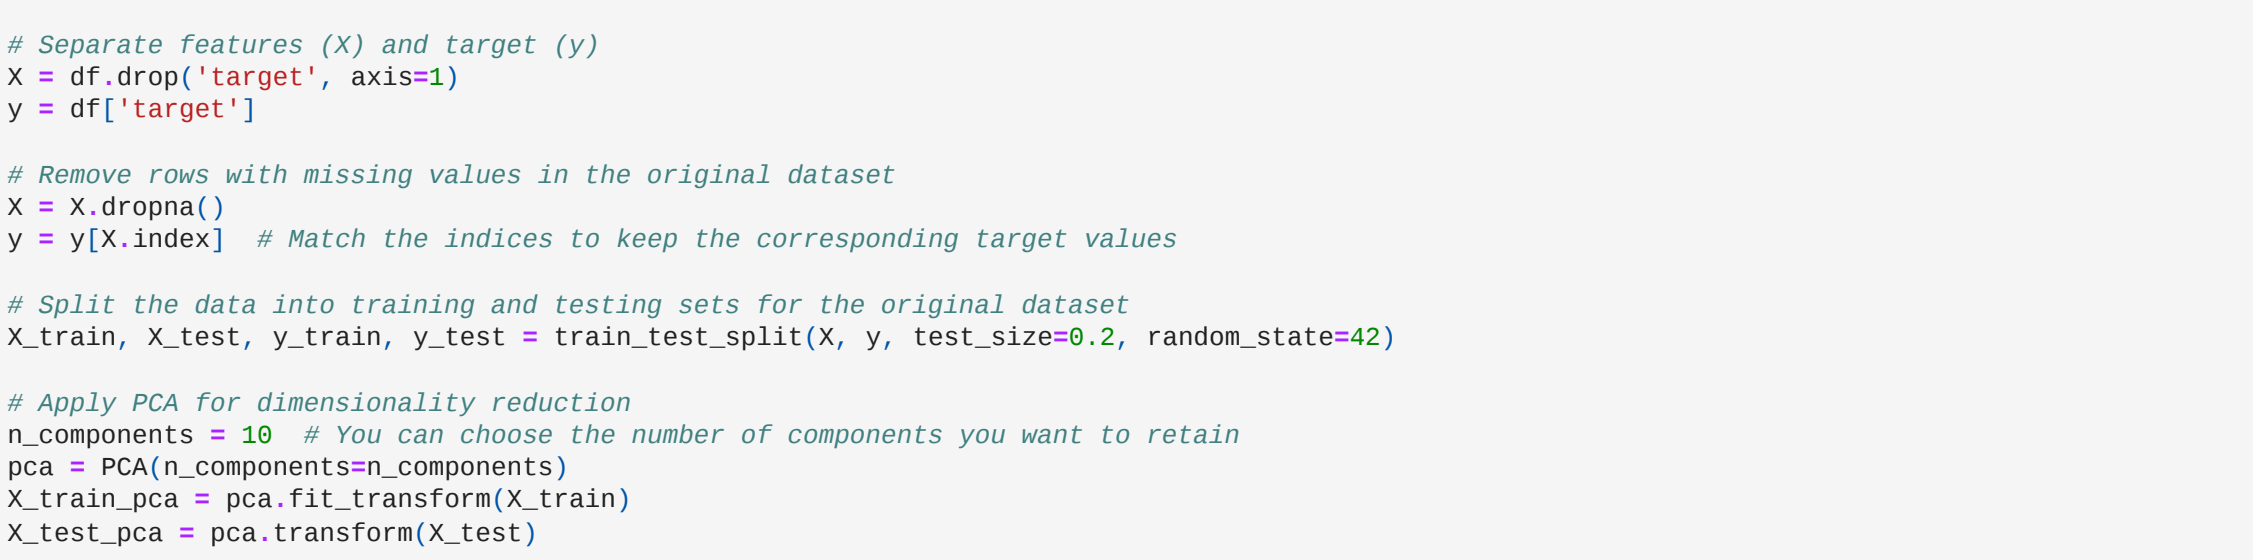 # Separate features (X) and target (y)
X = df.drop('target', axis=1)
y = df['target']
# Remove rows with missing values in the original dataset
X = X.dropna()
y = y[X.index]  # Match the indices to keep the corresponding target values
# Split the data into training and testing sets for the original dataset
X_train, X_test, y_train, y_test = train_test_split(X, y, test_size=0.2, random_state=42)
# Apply PCA for dimensionality reduction
n_components = 10  # You can choose the number of components you want to retain
pca = PCA(n_components=n_components)
X_train_pca = pca.fit_transform(X_train)
X_test_pca = pca.transform(X_test)